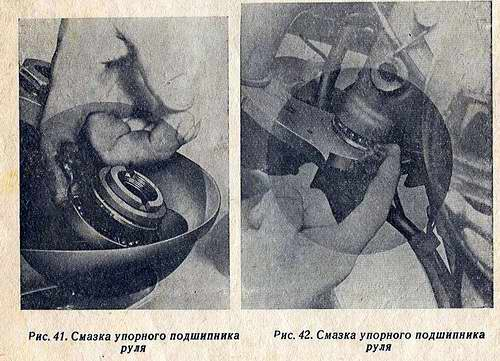 Рис. 41. Смазка упорного подшипника
руля
Рис. 42. Смазка упорного подшипника
руля